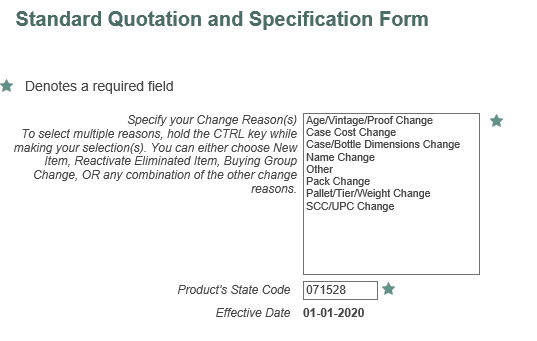 Standard Quotation and Specification Form
Denotes a required field
Specify your Change Reason(s)
To select multiple reasons, hold the CTRL key while
making your selection(s). You can either choose New
Item, Reactivate Eliminated Item, Buying Group
Change, OR any combination of the other change
reasons.
Age/Vintage/Proof Change
Case Cost Change
Case/Bottle Dimensions Change
Name Change
Other
Pack Change
Pallet/Tier/Weight Change
SCC/UPC Change
Product's State Code 071528
Effective Date 01-01-2020